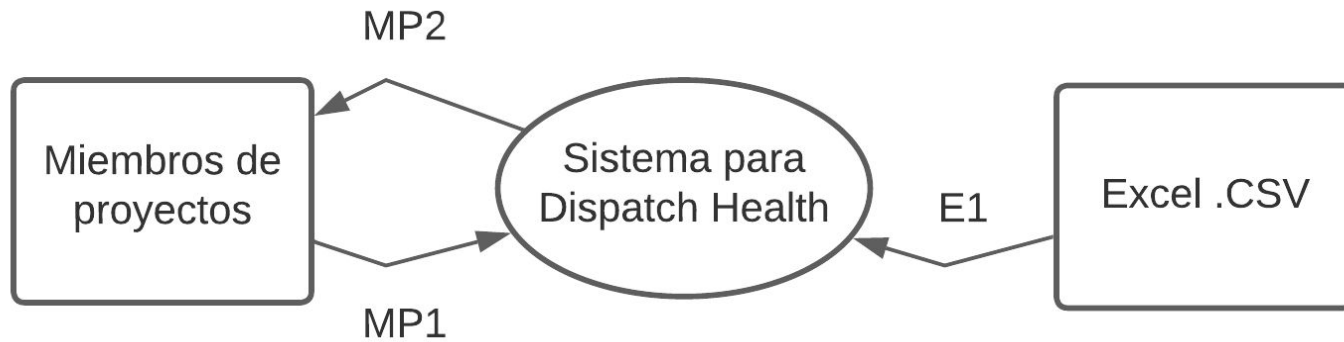 MP2
Miembros de
proyectos
Sistema para
Dispatch Health
E1
Excel .CSV
MP1